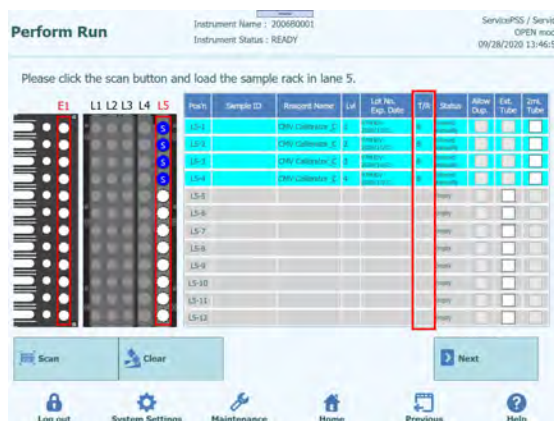 Perform Run
Instrument Name : 200680001
Instrument Status : READY
ServicePSS / Servi
OPEN mod
09/28/2020 13:46:5
Please click the scan button and load the sample rack in lane 5.
E1 L1 L2 L3 L4 L5
Pos'n Sample ID Reagent Name Lvl Lot No. Exp. Date T/R Status Allow Dup. Ext. Tube 2mL Tube
S L5-1 CMV Calibrator_C 1
S L5-2 CMV Calibrator_C 2
S L5-3 CMV Calibrator_C 3
S L5-4 CMV Calibrator_C 4
L5-5
L5-6
L5-7
L5-8
L5-9
L5-10
L5-11
L5-12
Scan Clear Next
Log out System Settings Maintenance Home Previous Help